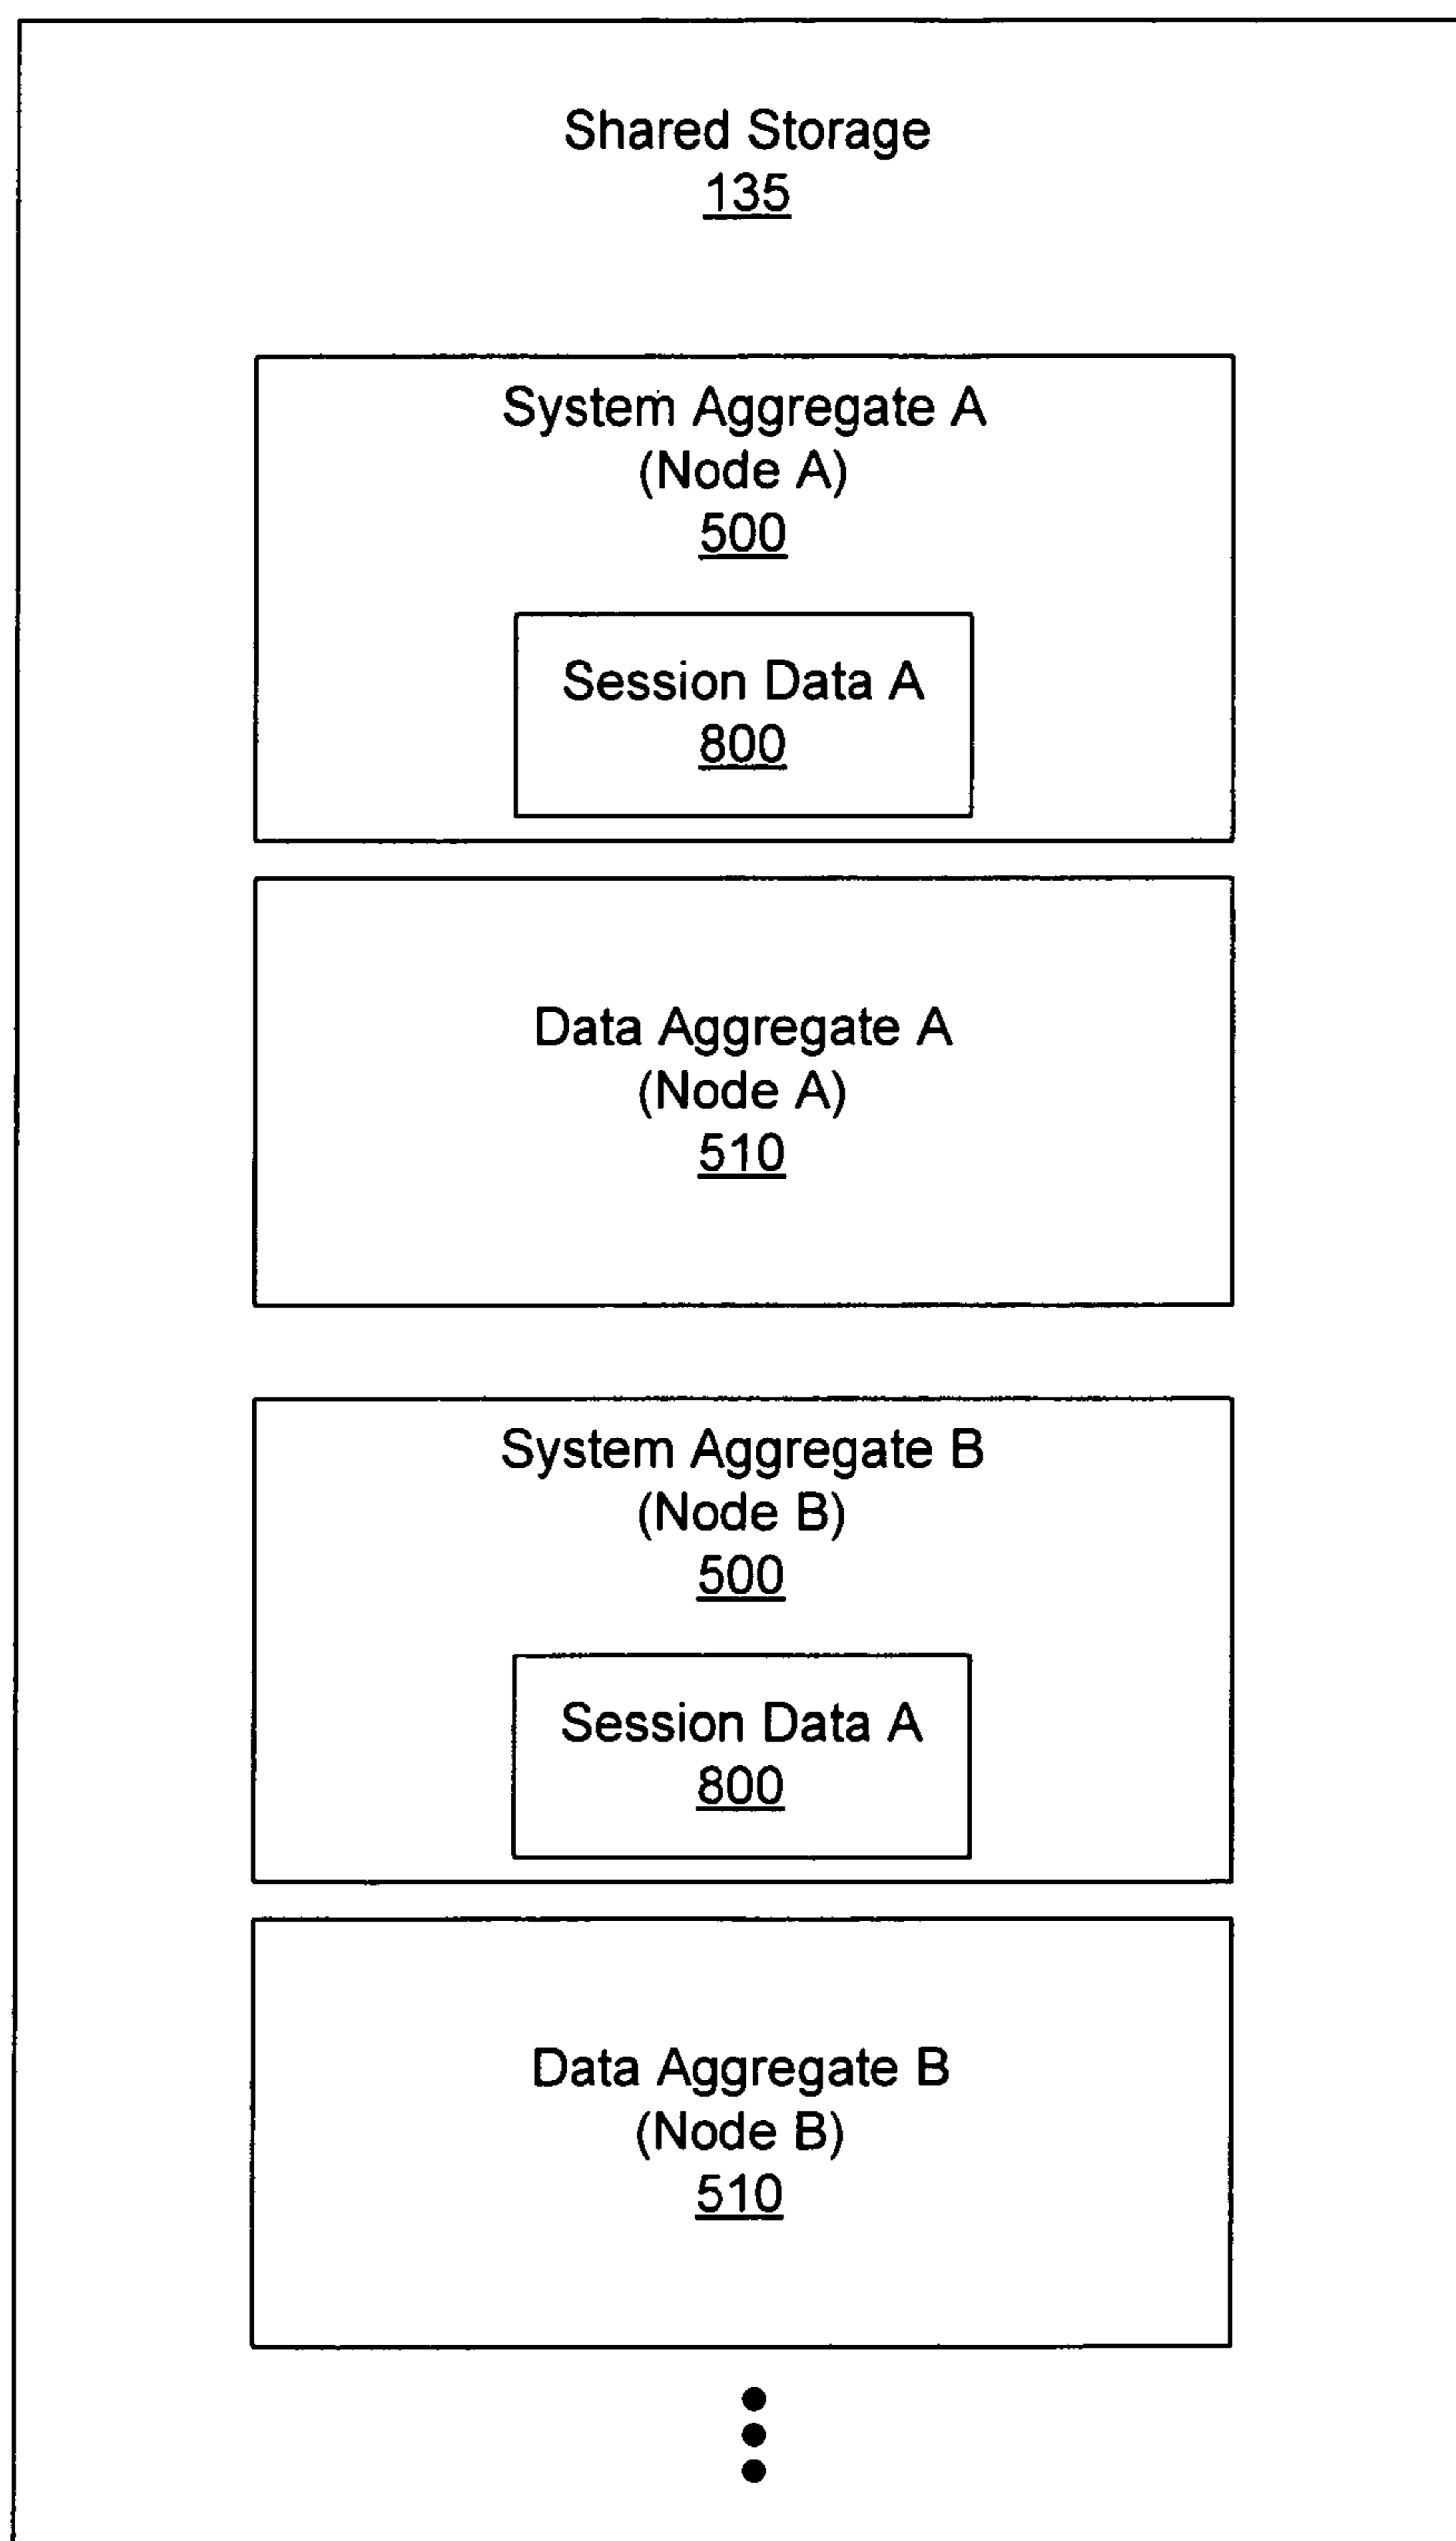 Shared Storage
135
System Aggregate A
(Node A)
500
Session Data A
800
Data Aggregate A
(Node A)
510
System Aggregate B
(Node B)
500
Session Data A
800
Data Aggregate B
(Node B)
510